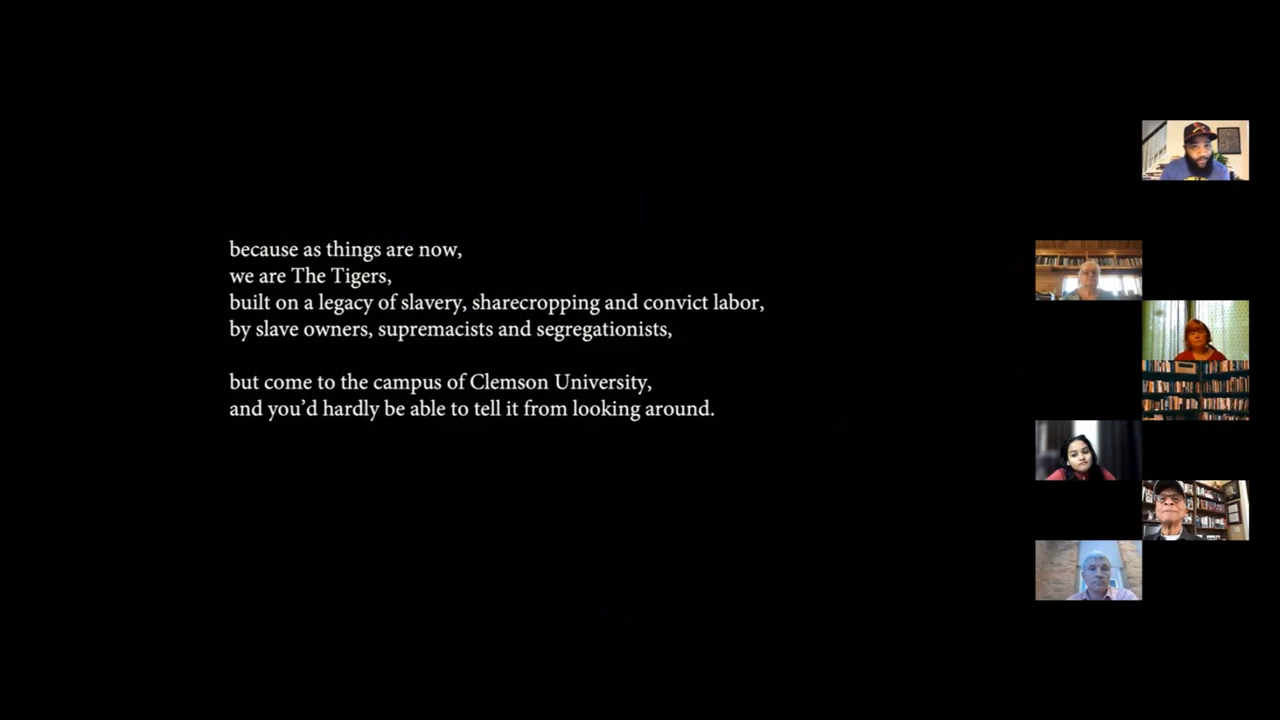 because as things are now,
we are The Tigers,
built on a legacy of slavery, sharecropping and convict labor,
by slave owners, supremacists and segregationists,
but come to the campus of Clemson University,
and you’d hardly be able to tell it from looking around.